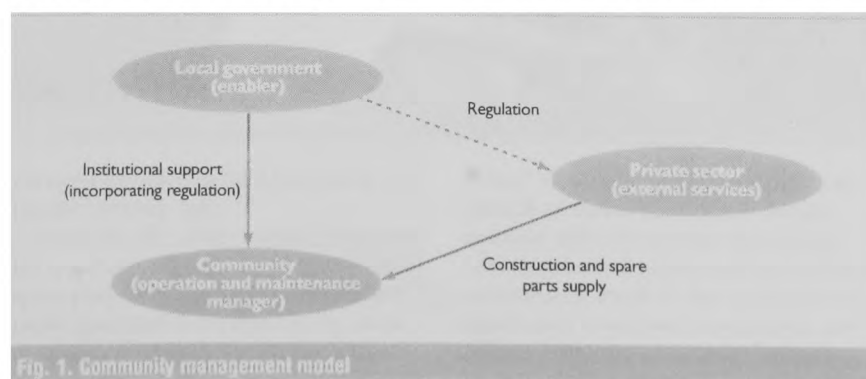 Local government
(enabler)
Regulation
Institutional support
(incorporating regulation)
Private sector
(external services)
Community
(operation and maintenance
manager)
Construction and spare
parts supply
Fig. 1. Community management model